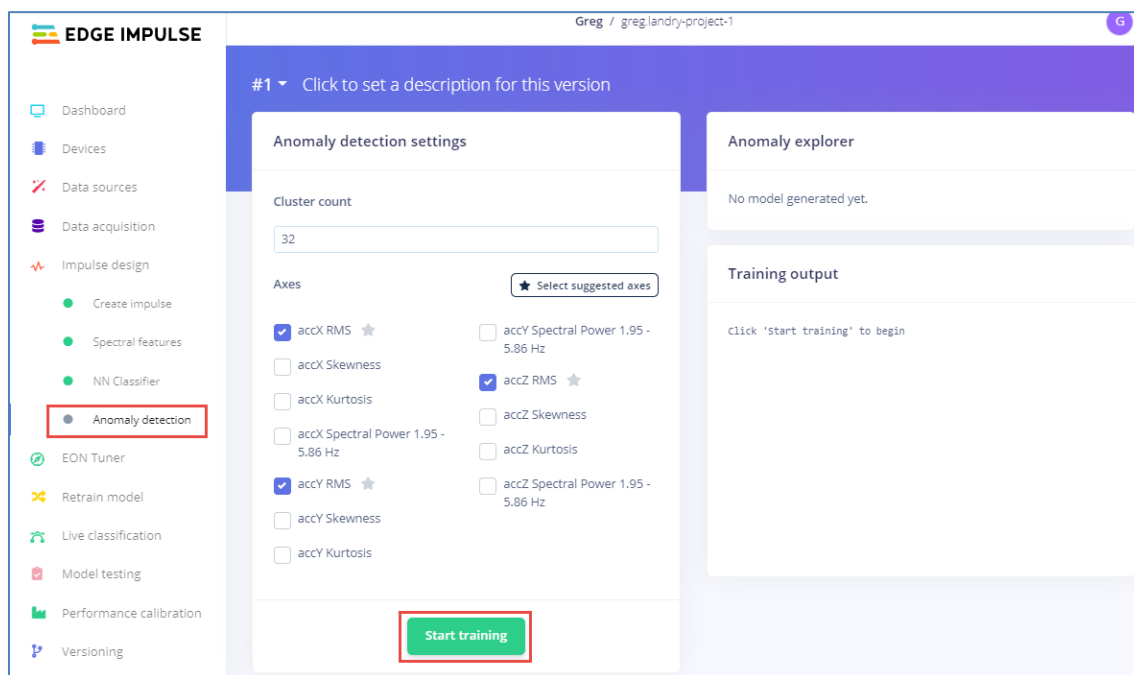 EDGE IMPULSE
Greg / greg.landry-project-1
G
#1 Click to set a description for this version
Dashboard
Devices
Data sources
Data acquisition
Impulse design
Create impulse
Spectral features
NN Classifier
Anomaly detection
EON Tuner
Retrain model
Live classification
Model testing
Performance calibration
Versioning
Anomaly detection settings
Cluster count
32
Axes
Select suggested axes
accX RMS
accX Skewness
accX Kurtosis
accX Spectral Power 1.95 -
5.86 Hz
accY RMS
accY Skewness
accY Kurtosis
accY Spectral Power 1.95 -
5.86 Hz
accZ RMS
accZ Skewness
accZ Kurtosis
accZ Spectral Power 1.95 -
5.86 Hz
Start training
Anomaly explorer
No model generated yet.
Training output
Click 'Start training' to begin